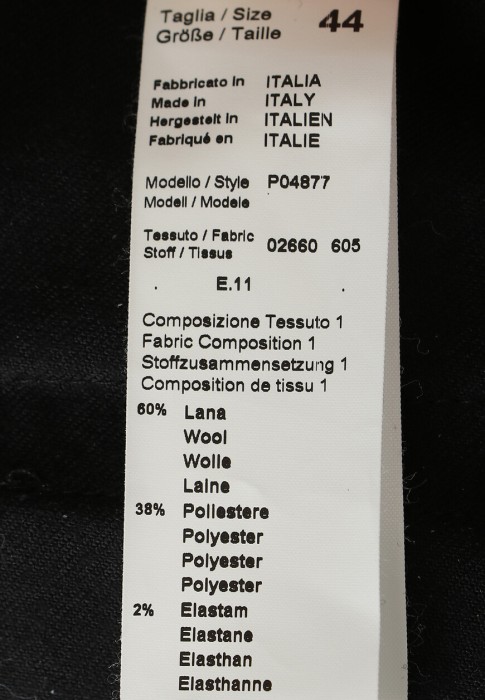 Taglia / Size 44
Größe / Taille
Fabbricato in ITALIA
Made in ITALY
Hergestelt in ITALIEN
Fabriqué en ITALIE
Modello / Style P04877
Modell / Modele
Tessuto / Fabric 02660 605
Stoff / Tissus
E.11
Composizione Tessuto 1
Fabric Composition 1
Stoffzusammensetzung 1
Composition de tissu 1
60% Lana
Wool
Wolle
Laine
38% Poliestere
Polyester
Polyester
Polyester
2% Elastam
Elastane
Elasthan
Elasthanne